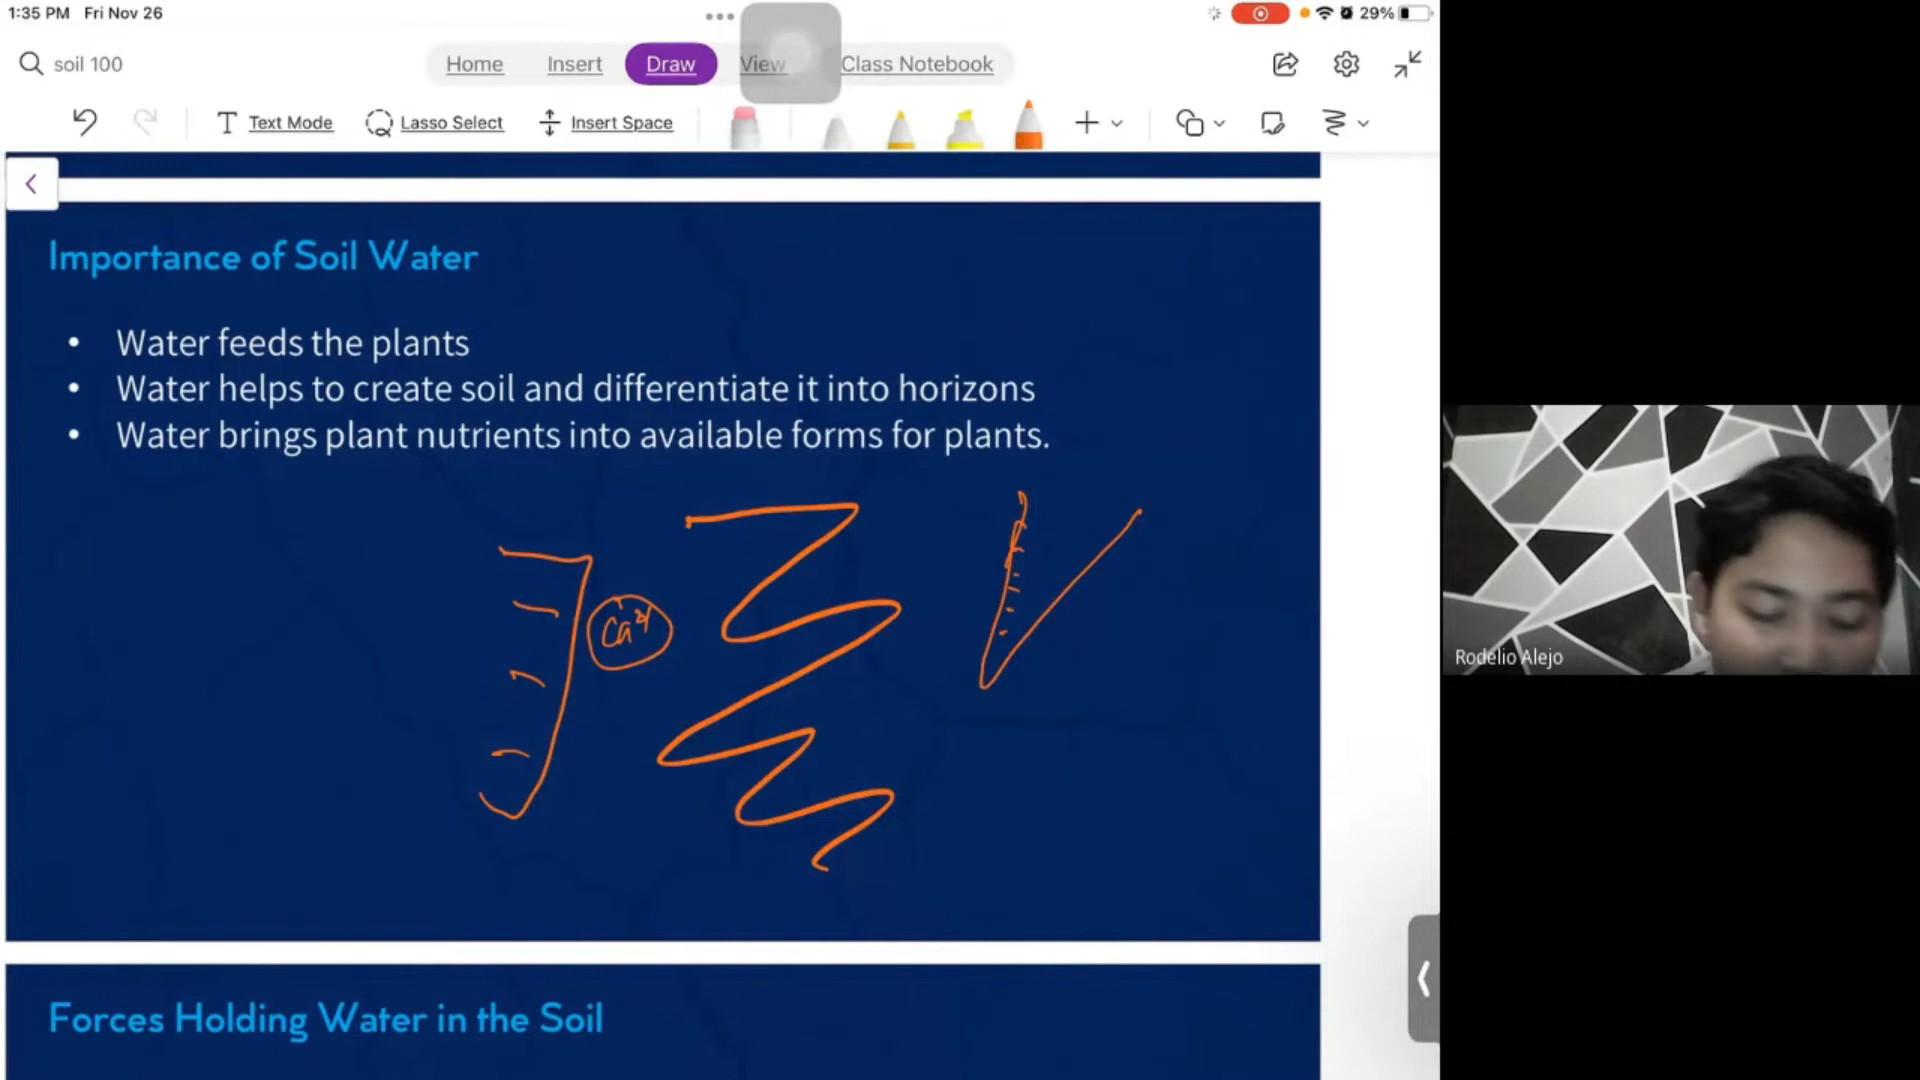 1:35 PM Fri Nov 26
29%
soil 100
Home Insert Draw View Class Notebook
Text Mode Lasso Select Insert Space
Importance of Soil Water
• Water feeds the plants
• Water helps to create soil and differentiate it into horizons
• Water brings plant nutrients into available forms for plants.
Ca²⁺
Rodelio Alejo
Forces Holding Water in the Soil